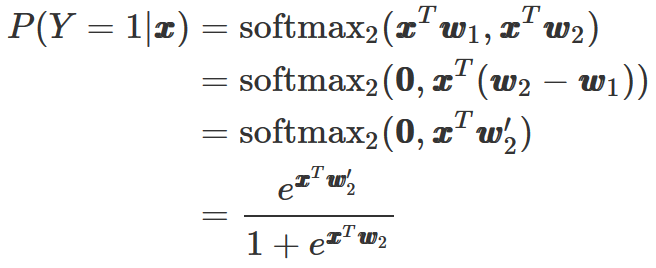 P(Y = 1|𝒙) = softmax₂(𝒙ᵀ𝒘₁, 𝒙ᵀ𝒘₂)
= softmax₂(𝟎, 𝒙ᵀ(𝒘₂ − 𝒘₁))
= softmax₂(𝟎, 𝒙ᵀ𝒘′₂)
= e^{𝒙ᵀ𝒘′₂} / (1 + e^{𝒙ᵀ𝒘₂})